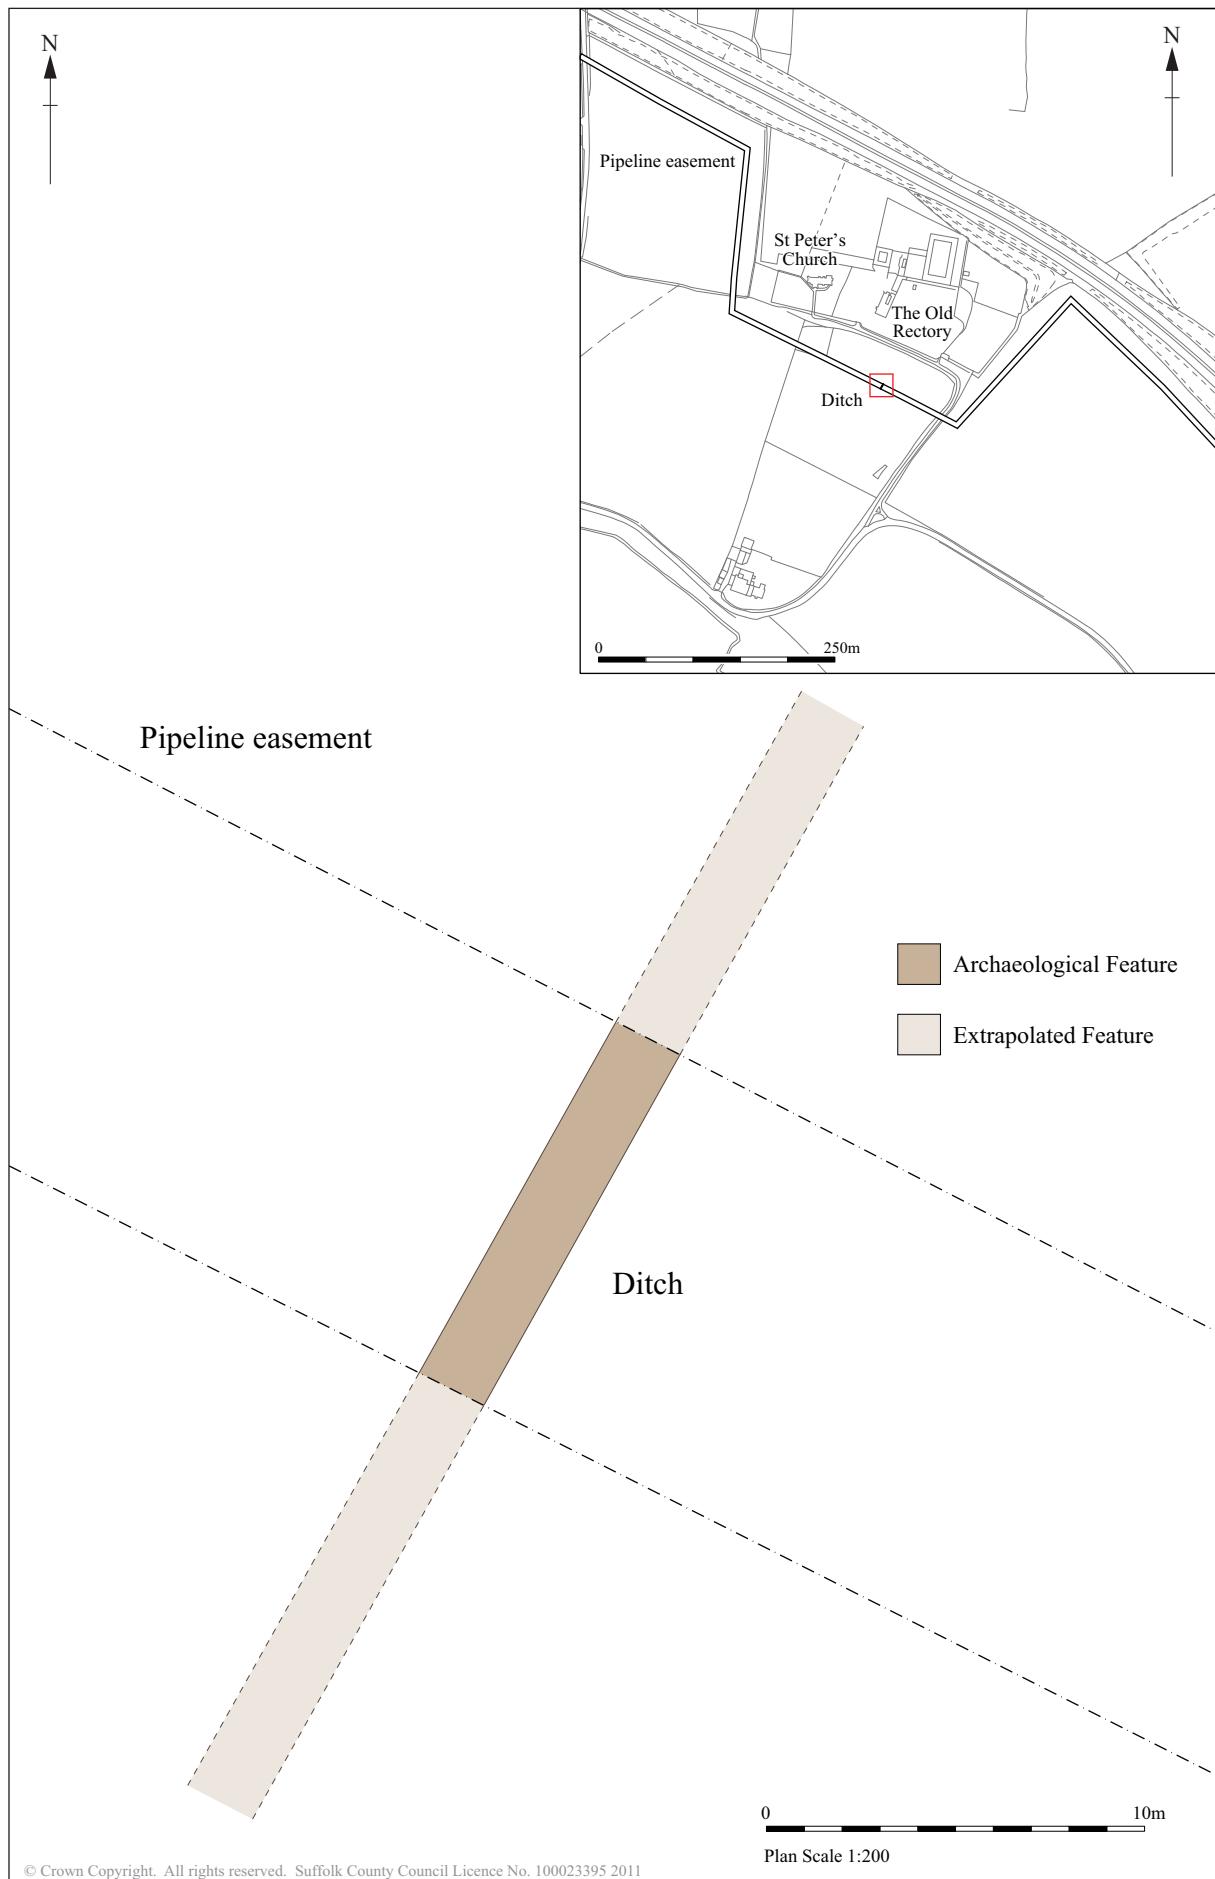 N
N
Pipeline easement
St Peter's
Church
The Old
Rectory
Ditch
0 250m
Pipeline easement
Archaeological Feature
Extrapolated Feature
Ditch
0 10m
Plan Scale 1:200
© Crown Copyright. All rights reserved. Suffolk County Council Licence No. 100023395 2011